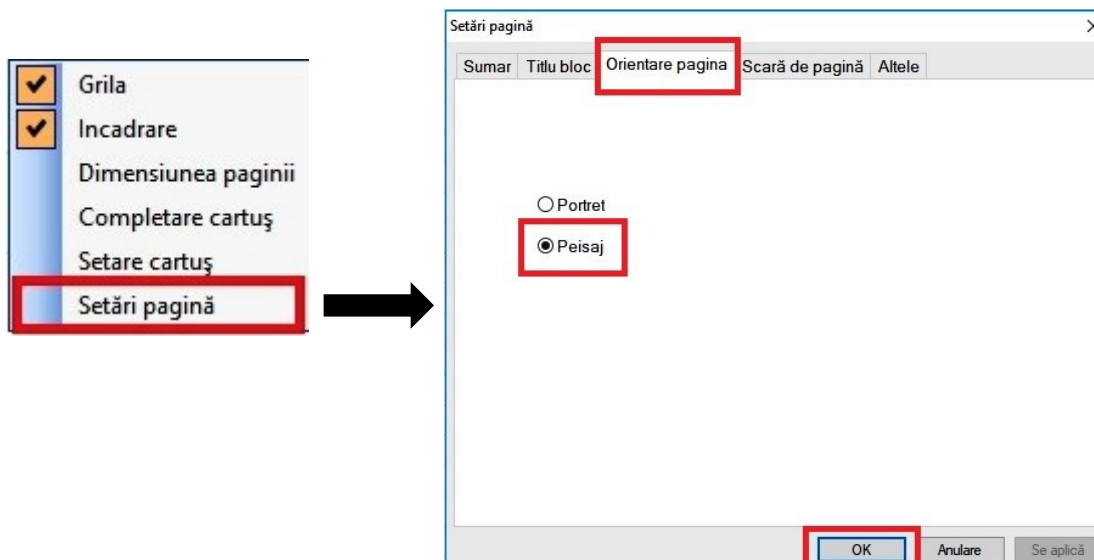 Grila
Incadrare
Dimensiunea paginii
Completare cartuş
Setare cartuş
Setări pagină
Setări pagină
Sumar Titlu bloc Orientare pagina Scară de pagină Altele
Portret
Peisaj
OK Anulare Se aplică